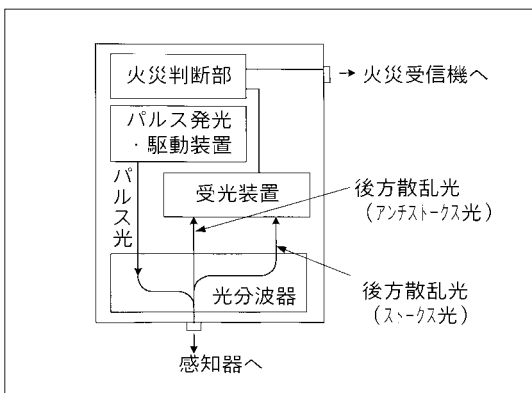 火災判断部
→ 火災受信機へ
パルス発光
・駆動装置
パルス光
受光装置
後方散乱光
(アンチストークス光)
光分波器
後方散乱光
(ストークス光)
感知器へ